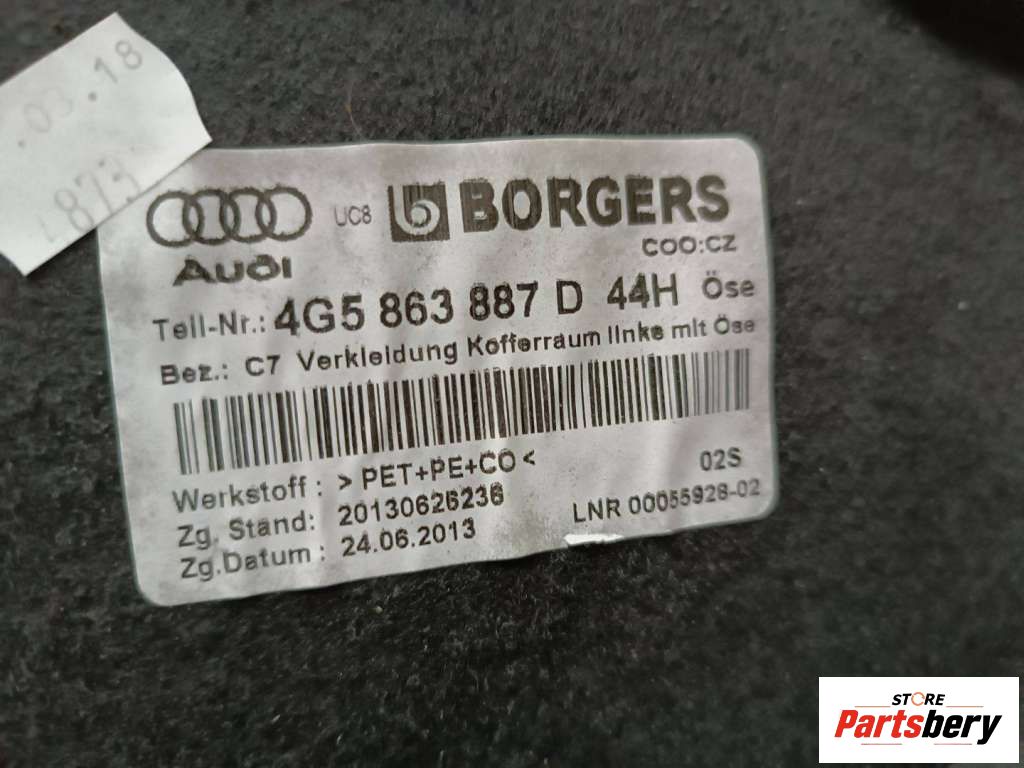 .03.18
873
UC8 BORGERS
Audi
COO:CZ
Teil-Nr.: 4G5 863 887 D 44H Öse
Bez.: C7 Verkleidung Kofferraum links mit Öse
Werkstoff : > PET+PE+CO <
02S
Zg. Stand: 20130626236
LNR 00055928-02
Zg.Datum : 24.06.2013
STORE
Partsbery